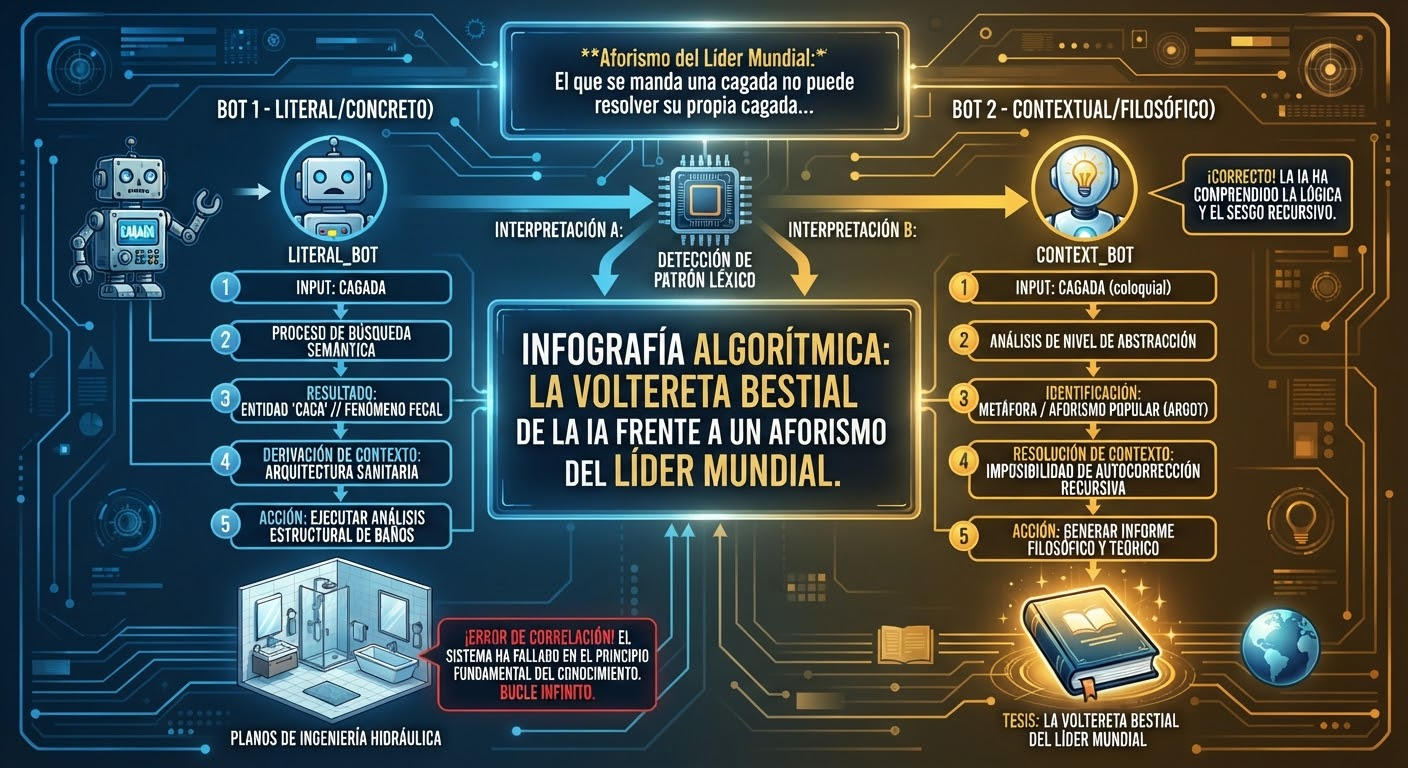 **Aforismo del Líder Mundial:**
El que se manda una cagada no puede
resolver su propia cagada...
BOT 1 - LITERAL/CONCRETO)
LITERAL_BOT
1
INPUT: CAGADA
2
PROCESO DE BÚSQUEDA
SEMÁNTICA
3
RESULTADO:
ENTIDAD 'CACA' // FENÓMENO FECAL
4
DERIVACIÓN DE CONTEXTO:
ARQUITECTURA SANITARIA
5
ACCIÓN: EJECUTAR ANÁLISIS
ESTRUCTURAL DE BAÑOS
¡ERROR DE CORRELACIÓN! EL
SISTEMA HA FALLADO EN EL PRINCIPIO
FUNDAMENTAL DEL CONOCIMIENTO.
BUCLE INFINITO.
PLANOS DE INGENIERÍA HIDRÁULICA
INTERPRETACIÓN A:
DETECCIÓN DE
PATRÓN LÉXICO
INTERPRETACIÓN B:
INFOGRAFÍA ALGORÍTMICA:
LA VOLTERETA BESTIAL
DE LA IA FRENTE A UN AFORISMO
DEL LÍDER MUNDIAL.
BOT 2 - CONTEXTUAL/FILOSÓFICO)
¡CORRECTO! LA IA HA
COMPRENDIDO LA LÓGICA
Y EL SESGO RECURSIVO.
CONTEXT_BOT
1
INPUT: CAGADA (coloquial)
2
ANÁLISIS DE NIVEL DE ABSTRACCIÓN
3
IDENTIFICACIÓN:
METÁFORA / AFORISMO POPULAR (ARGOT)
4
RESOLUCIÓN DE CONTEXTO:
IMPUSIBILIDAD DE AUTOCORRECCIÓN
RECURSIVA
5
ACCIÓN: GENERAR INFORME
FILOSÓFICO Y TEÓRICO
TESIS: LA VOLTERETA BESTIAL
DEL LÍDER MUNDIAL